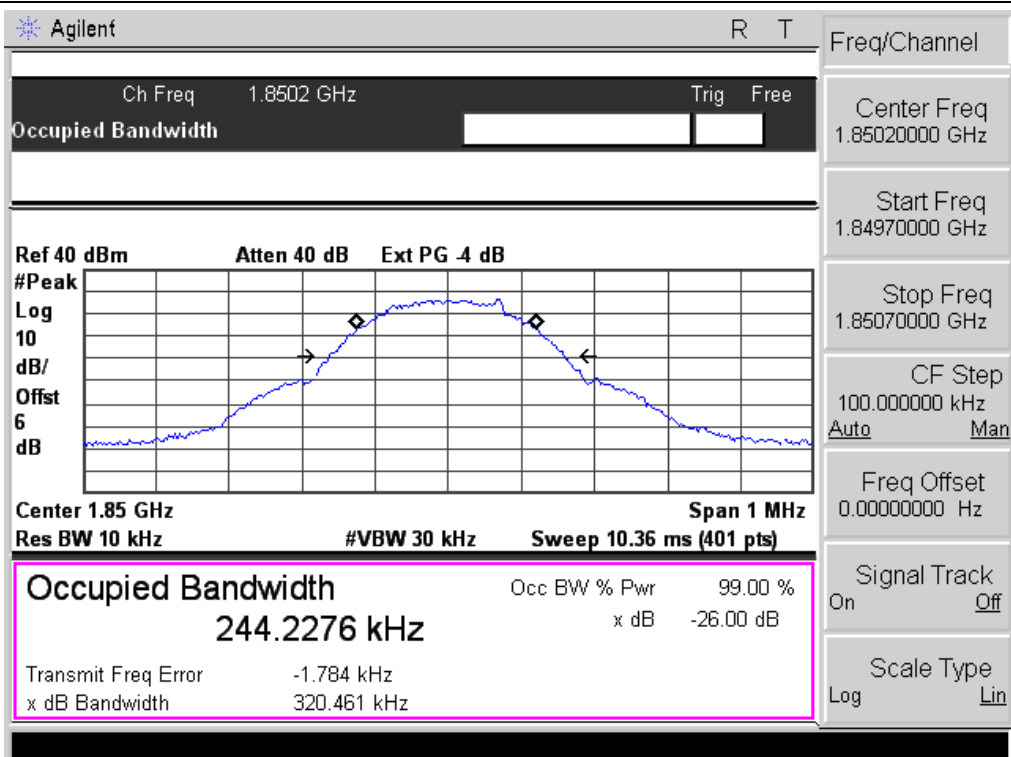 Agilent R T
Ch Freq 1.8502 GHz Trig Free
Occupied Bandwidth
Ref 40 dBm Atten 40 dB Ext PG -4 dB
#Peak
Log
10
dB/
Offst
6
dB
Center 1.85 GHz Span 1 MHz
Res BW 10 kHz #VBW 30 kHz Sweep 10.36 ms (401 pts)
Occupied Bandwidth Occ BW % Pwr 99.00 %
244.2276 kHz x dB -26.00 dB
Transmit Freq Error -1.784 kHz
x dB Bandwidth 320.461 kHz
Freq/Channel
Center Freq
1.85020000 GHz
Start Freq
1.84970000 GHz
Stop Freq
1.85070000 GHz
CF Step
100.000000 kHz
Auto Man
Freq Offset
0.00000000 Hz
Signal Track
On Off
Scale Type
Log Lin